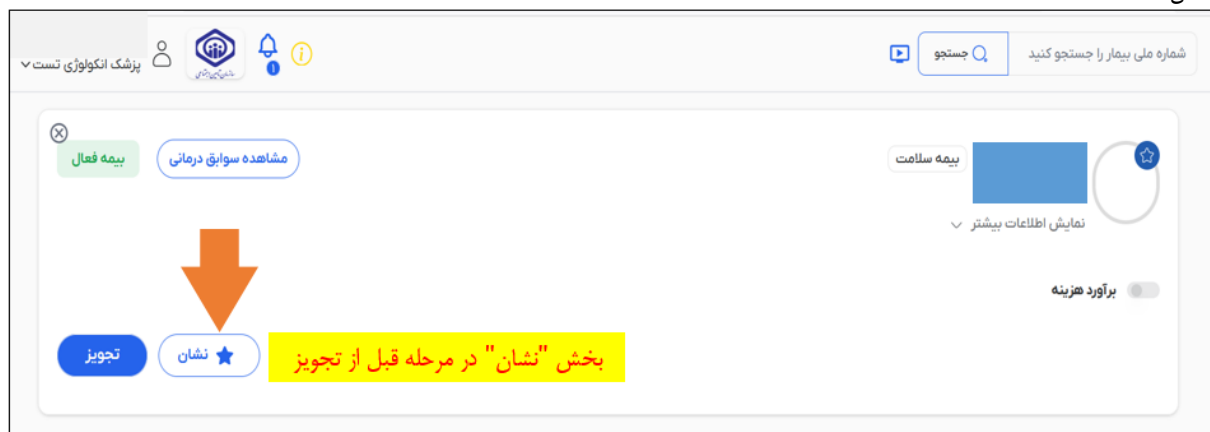 شماره ملی بیمار را جستجو کنید
جستجو
پزشک انکولوژی تست
بیمه سلامت
مشاهده سوابق درمانی
بیمه فعال
نمایش اطلاعات بیشتر
برآورد هزینه
بخش "نشان" در مرحله قبل از تجویز
نشان
تجویز